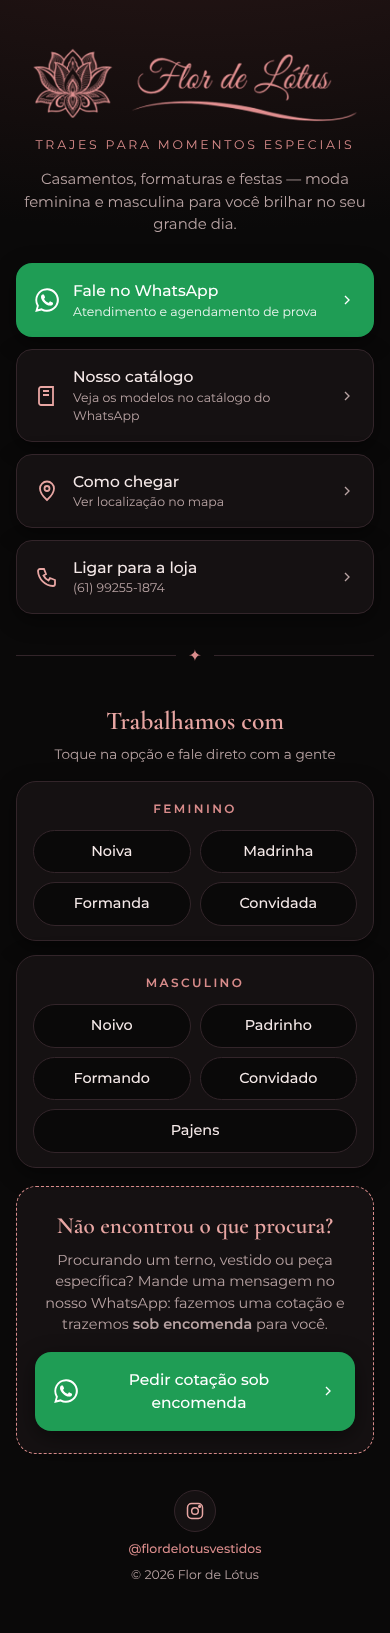 Flor de Lótus
TRAJES PARA MOMENTOS ESPECIAIS
Casamentos, formaturas e festas — moda
feminina e masculina para você brilhar no seu
grande dia.
Fale no WhatsApp
Atendimento e agendamento de prova
Nosso catálogo
Veja os modelos no catálogo do
WhatsApp
Como chegar
Ver localização no mapa
Ligar para a loja
(61) 99255-1874
Trabalhamos com
Toque na opção e fale direto com a gente
FEMININO
Noiva
Madrinha
Formanda
Convidada
MASCULINO
Noivo
Padrinho
Formando
Convidado
Pajens
Não encontrou o que procura?
Procurando um terno, vestido ou peça
específica? Mande uma mensagem no
nosso WhatsApp: fazemos uma cotação e
trazemos sob encomenda para você.
Pedir cotação sob
encomenda
@flordelotusvestidos
© 2026 Flor de Lótus